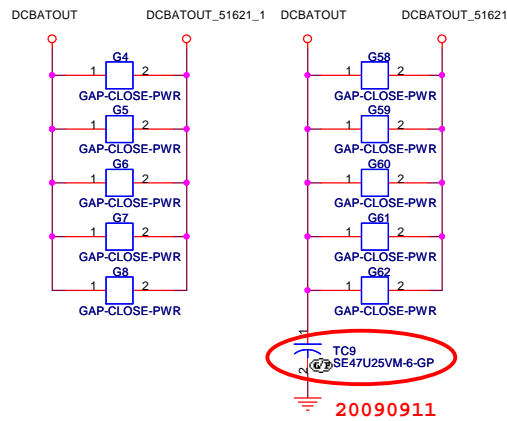 DCBATOUT DCBATOUT_51621_1 DCBATOUT DCBATOUT_51621
G4 G58
1 2 1 2
GAP-CLOSE-PWR GAP-CLOSE-PWR
G5 G59
1 2 1 2
GAP-CLOSE-PWR GAP-CLOSE-PWR
G6 G60
1 2 1 2
GAP-CLOSE-PWR GAP-CLOSE-PWR
G7 G61
1 2 1 2
GAP-CLOSE-PWR GAP-CLOSE-PWR
G8 G62
1 2 1 2
GAP-CLOSE-PWR GAP-CLOSE-PWR
1
TC9
G/P SE47U25VM-6-GP
2
20090911